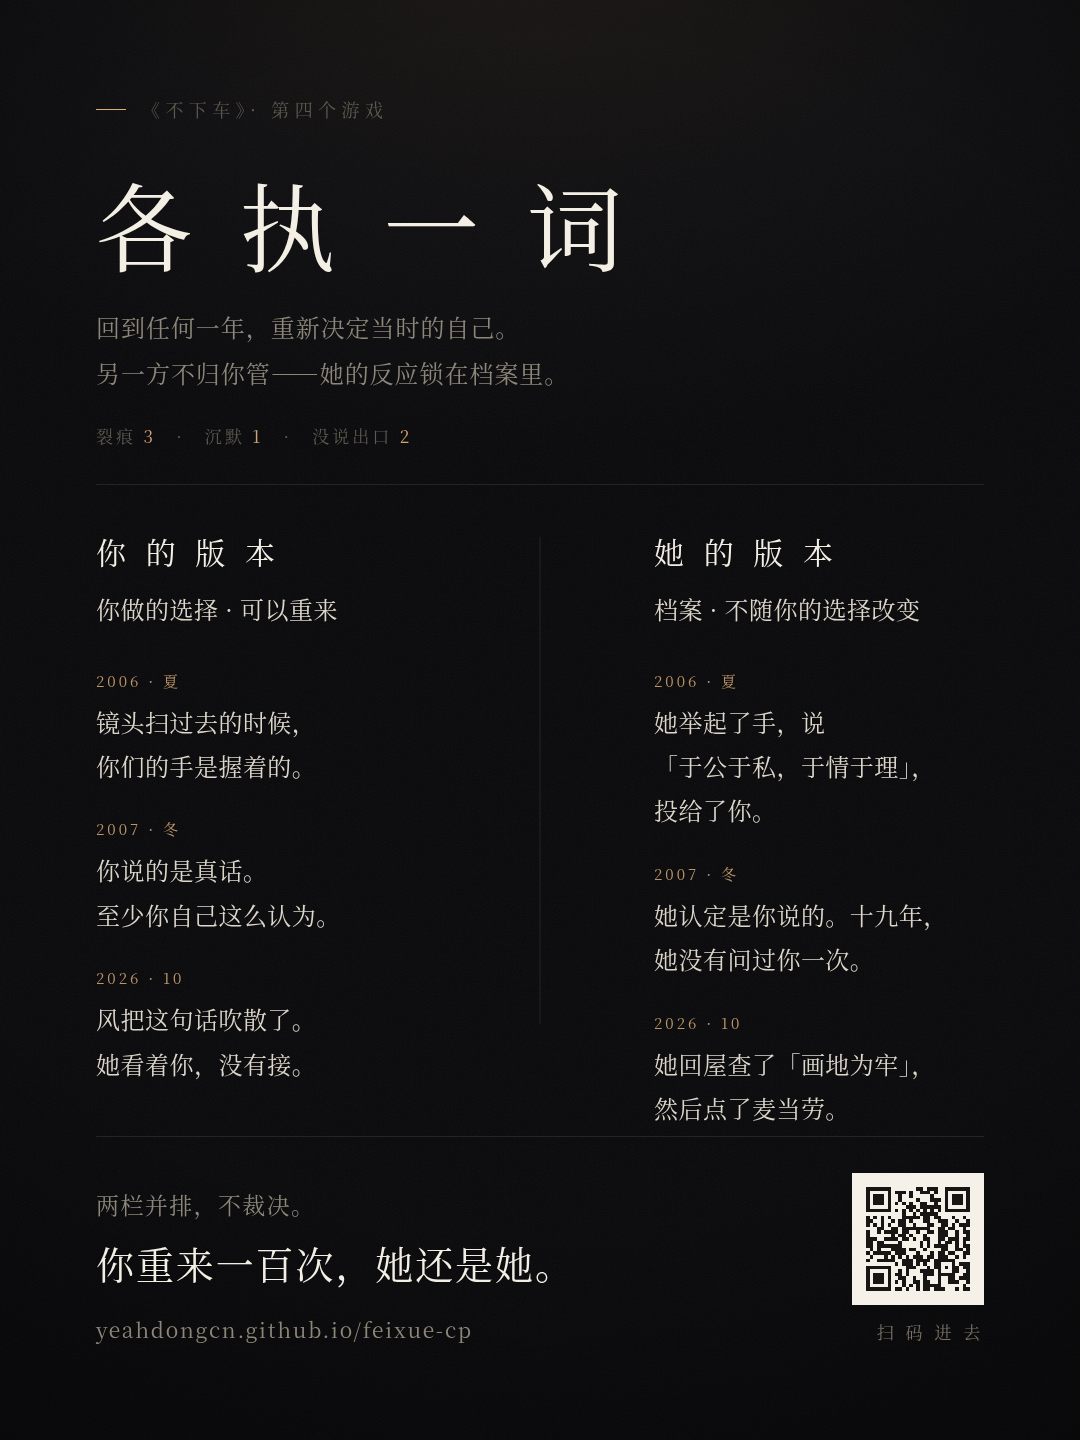 《不下车》· 第四个游戏
各执一词
回到任何一年，重新决定当时的自己。
另一方不归你管——她的反应锁在档案里。
裂痕 3 · 沉默 1 · 没说出口 2
你的版本
你做的选择 · 可以重来
2006 · 夏
镜头扫过去的时候，
你们的手是握着的。
2007 · 冬
你说的是真话。
至少你自己这么认为。
2026 · 10
风把这句话吹散了。
她看着你，没有接。
她的版本
档案 · 不随你的选择改变
2006 · 夏
她举起了手，说
「于公于私，于情于理」，
投给了你。
2007 · 冬
她认定是你说的。十九年，
她没有问过你一次。
2026 · 10
她回屋查了「画地为牢」，
然后点了麦当劳。
两栏并排，不裁决。
你重来一百次，她还是她。
yeahdongcn.github.io/feixue-cp
扫码进去